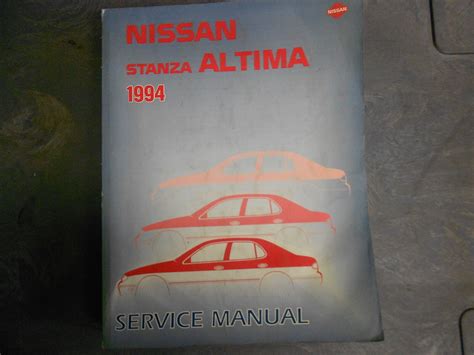 NISSAN
NISSAN
STANZA ALTIMA
1994
SERVICE MANUAL